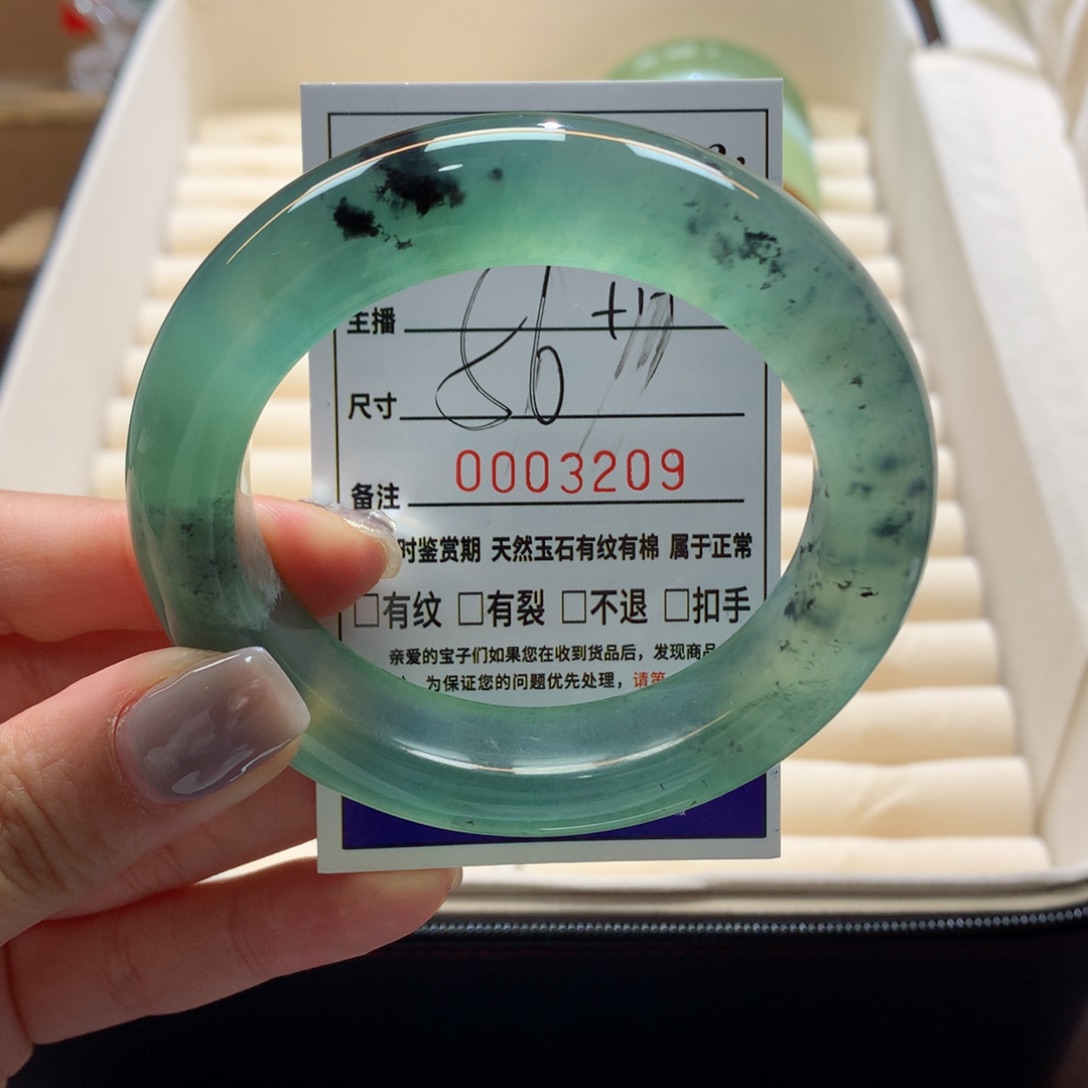 主播
尺寸 56
备注 0003209
时鉴赏期 天然玉石有纹有棉 属于正常
□有纹 □有裂 □不退 □扣手
亲爱的宝子们如果您在收到货品后，发现商品
为保证您的问题优先处理，请第